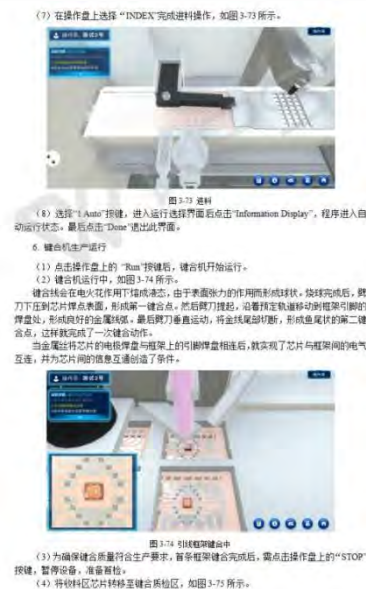 （7）在操作盘上选择“INDEX”完成进料操作，如图 3-73 所示。
图 3-73 进料
（8）选择“1 Auto”按键，进入运行选择界面后点击“Information Display”，程序进入自
动运行状态。最后点击“Done”退出此界面。
6. 键合机生产运行
（1）点击操作盘上的“Run”按键后，键合机开始运行。
（2）键合机运行中，如图 3-74 所示。
键合线会在电火花作用下熔成液态，由于表面张力的作用而形成球状。烧球完成后，劈
刀下压到芯片焊点表面，形成第一键合点。然后劈刀提起，沿着预定轨道移动到框架引脚的
焊盘处，形成良好的金属线弧。最后劈刀垂直运动，将金线尾部切断，形成鱼尾状的第二键
合点，这样就完成了一次键合动作。
当金属丝将芯片的电极焊盘与框架上的引脚焊盘相连后，就实现了芯片与框架间的电气
互连，并为芯片间的信息互通创造了条件。
图 3-74 引线框架键合中
（3）为确保键合质量符合生产要求，首条框架键合完成后，需点击操作盘上的“STOP”
按键，暂停设备，准备首检。
（4）将收料区芯片转移至键合质检区，如图 3-75 所示。